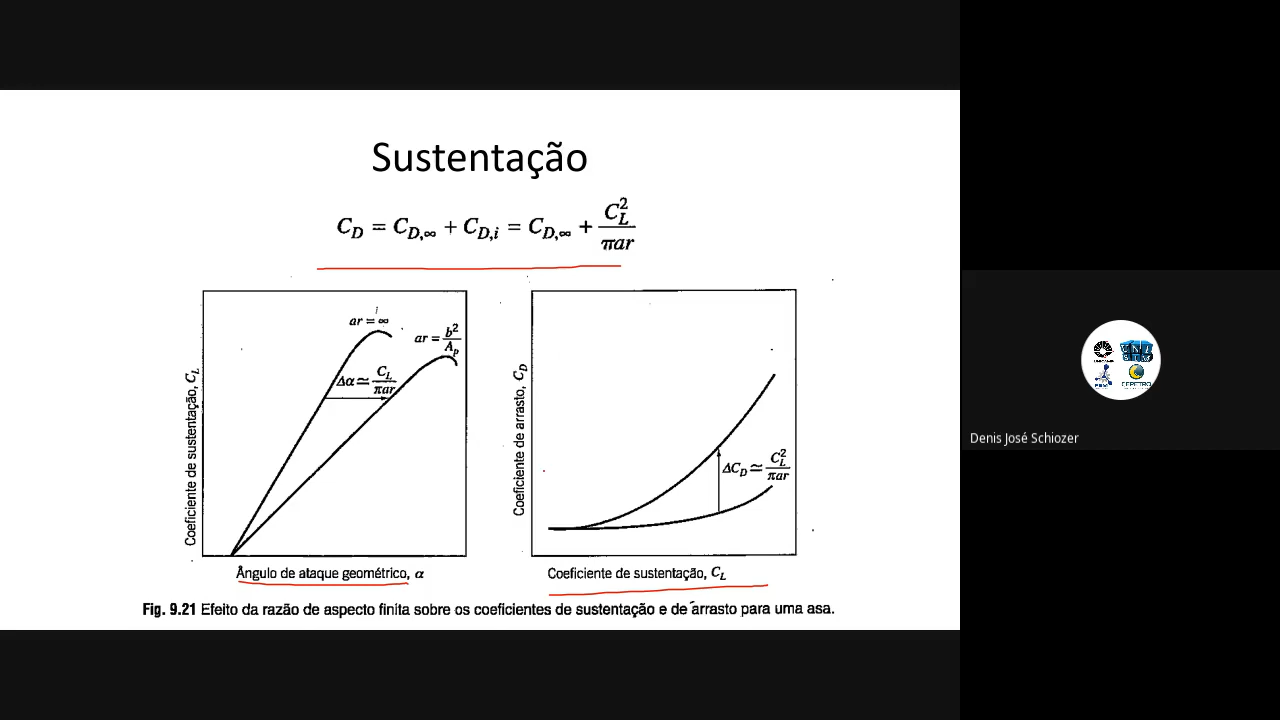 Sustentação
C_D = C_{D,∞} + C_{D,i} = C_{D,∞} + C_L^2/πar
ar = ∞
ar = b^2/A_p
Δα ≃ C_L/πar
Coeficiente de sustentação, C_L
Ângulo de ataque geométrico, α
Coeficiente de arrasto, C_D
ΔC_D ≃ C_L^2/πar
Coeficiente de sustentação, C_L
Fig. 9.21 Efeito da razão de aspecto finita sobre os coeficientes de sustentação e de arrasto para uma asa.
CEPETRO
Denis José Schiozer